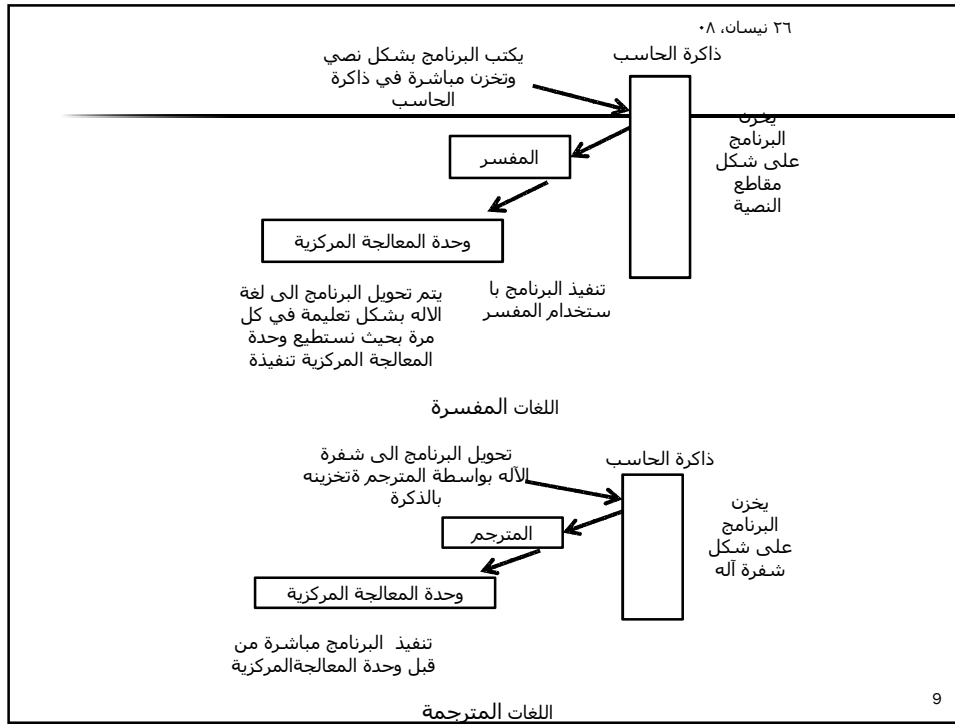 ٢٦ نيسان، ٠٨
ذاكرة الحاسب
يكتب البرنامج بشكل نصي
وتخزن مباشرة في ذاكرة
الحاسب
يخزن
البرنامج
على شكل
مقاطع
النصية
المفسر
وحدة المعالجة المركزية
تنفيذ البرنامج با
ستخدام المفسر
يتم تحويل البرنامج الى لغة
الاله بشكل تعليمة في كل
مرة بحيث نستطيع وحدة
المعالجة المركزية تنفيذة
اللغات المفسرة
ذاكرة الحاسب
تحويل البرنامج الى شفرة
الآله بواسطة المترجم ةتخزينه
بالذكرة
يخزن
البرنامج
على شكل
شفرة آله
المترجم
وحدة المعالجة المركزية
تنفيذ البرنامج مباشرة من
قبل وحدة المعالجةالمركزية
اللغات المترجمة
9